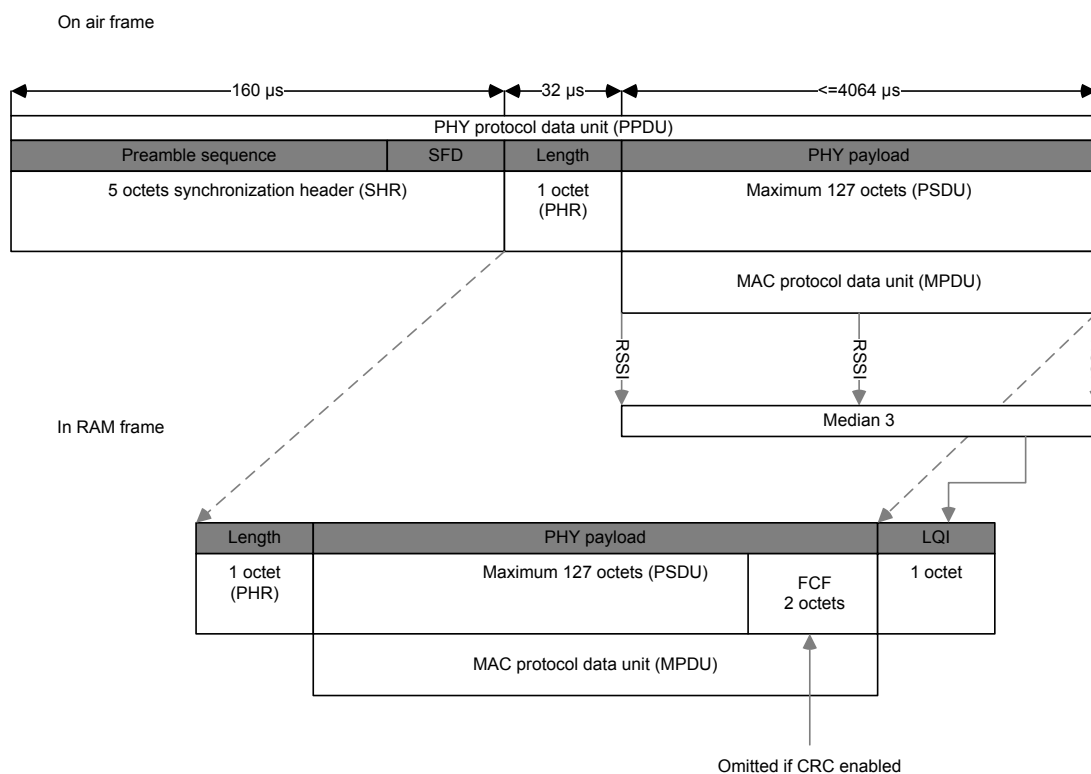 On air frame
160 µs
32 µs
<=4064 µs
PHY protocol data unit (PPDU)
Preamble sequence
SFD
Length
PHY payload
5 octets synchronization header (SHR)
1 octet
(PHR)
Maximum 127 octets (PSDU)
MAC protocol data unit (MPDU)
RSSI
RSSI
In RAM frame
Median 3
Length
PHY payload
LQI
1 octet
(PHR)
Maximum 127 octets (PSDU)
FCF
2 octets
1 octet
MAC protocol data unit (MPDU)
Omitted if CRC enabled